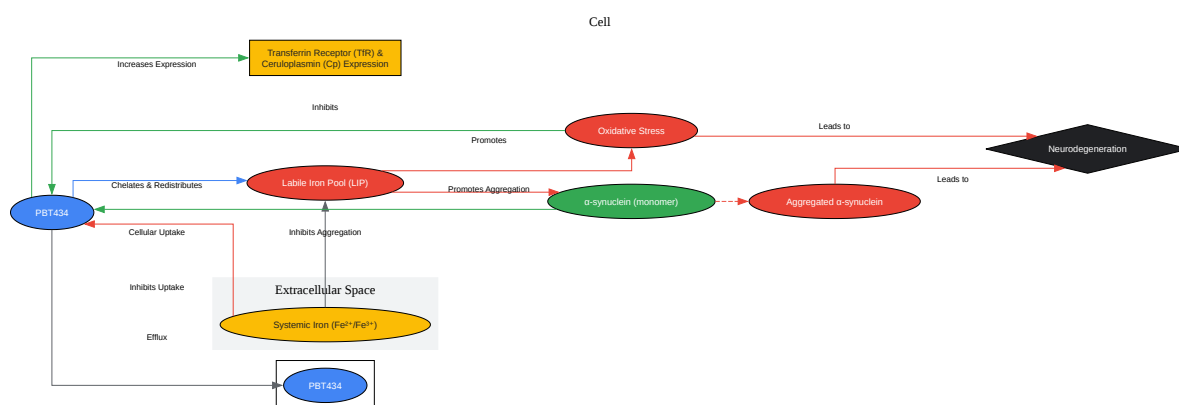 Cell
Transferrin Receptor (TfR) &
Ceruloplasmin (Cp) Expression
Increases Expression
Inhibits
Oxidative Stress
Leads to
Promotes
Neurodegeneration
Labile Iron Pool (LIP)
Chelates & Redistributes
Promotes Aggregation
Leads to
α-synuclein (monomer)
Aggregated α-synuclein
PBT434
Cellular Uptake
Inhibits Aggregation
Inhibits Uptake
Extracellular Space
Systemic Iron (Fe²⁺/Fe³⁺)
Efflux
PBT434